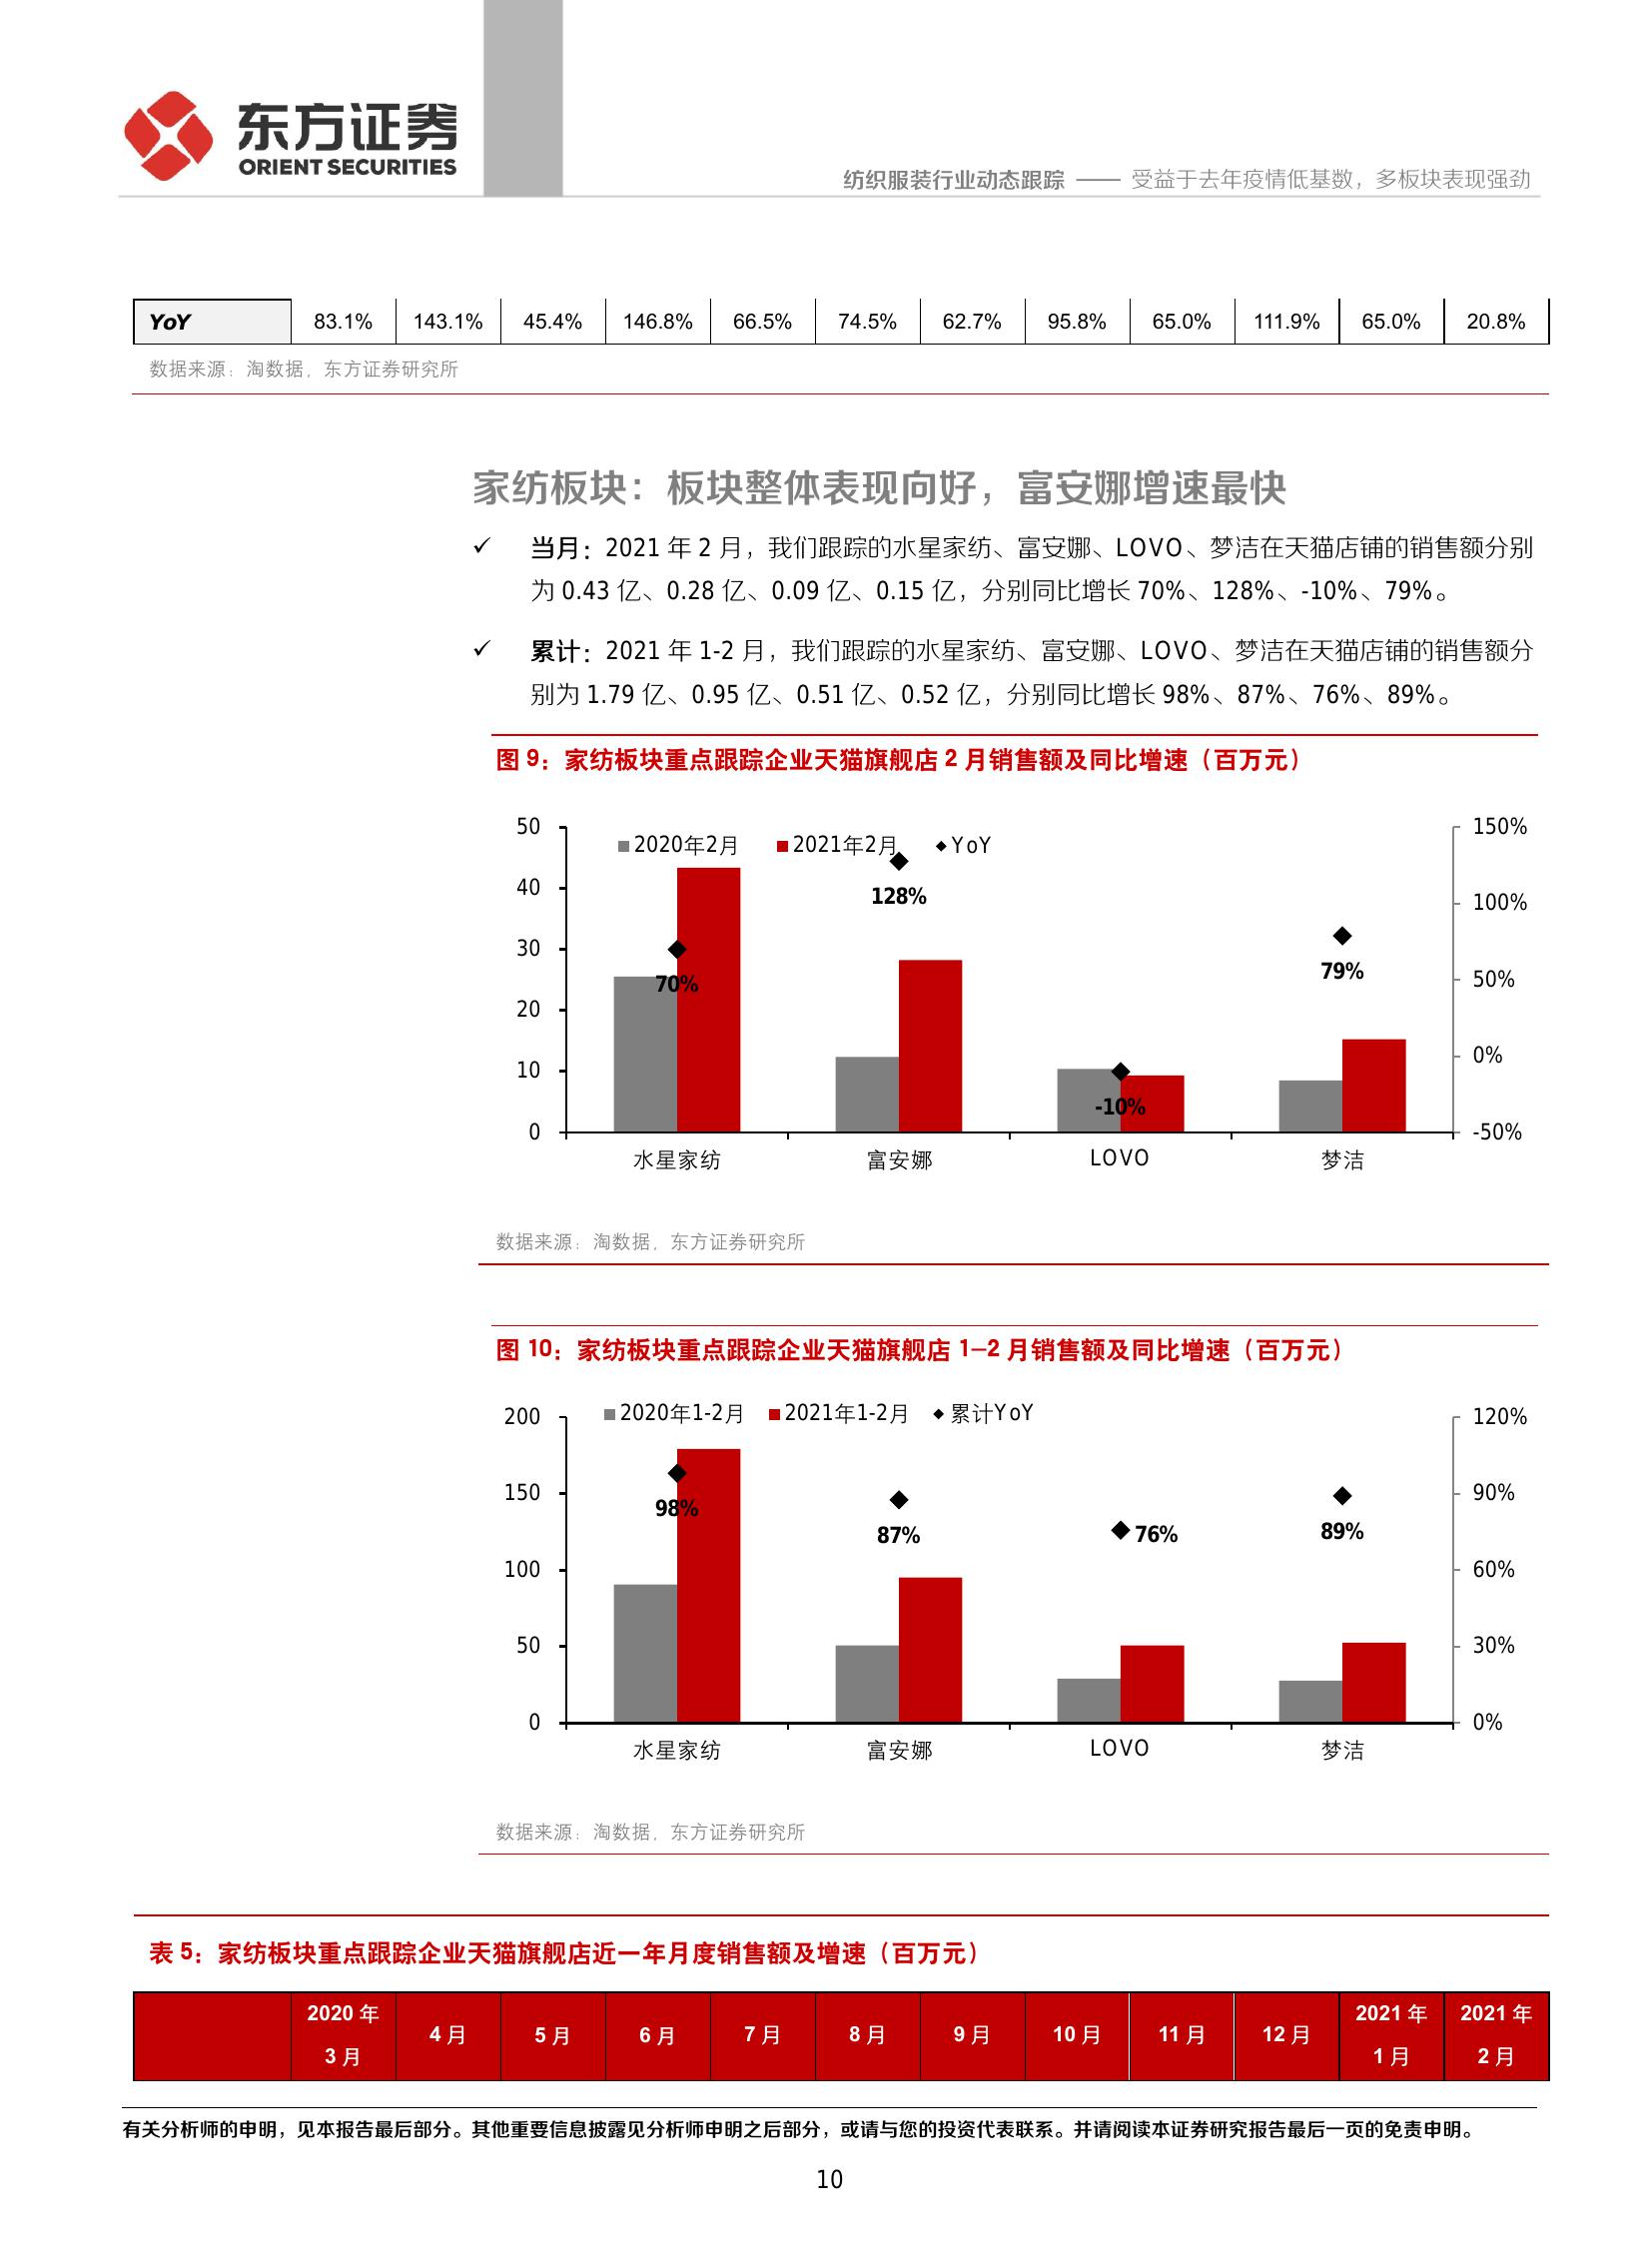 东方证券
ORIENT SECURITIES
纺织服装行业动态跟踪 —— 受益于去年疫情低基数，多板块表现强劲
YoY 83.1% 143.1% 45.4% 146.8% 66.5% 74.5% 62.7% 95.8% 65.0% 111.9% 65.0% 20.8%
数据来源：淘数据，东方证券研究所
家纺板块：板块整体表现向好，富安娜增速最快
✓ 当月：2021 年 2 月，我们跟踪的水星家纺、富安娜、LOVO、梦洁在天猫店铺的销售额分别
为 0.43 亿、0.28 亿、0.09 亿、0.15 亿，分别同比增长 70%、128%、-10%、79%。
✓ 累计：2021 年 1-2 月，我们跟踪的水星家纺、富安娜、LOVO、梦洁在天猫店铺的销售额分
别为 1.79 亿、0.95 亿、0.51 亿、0.52 亿，分别同比增长 98%、87%、76%、89%。
图 9：家纺板块重点跟踪企业天猫旗舰店 2 月销售额及同比增速（百万元）
2020年2月 2021年2月 YoY
50
40
30
20
10
0
150%
100%
50%
0%
-50%
70%
128%
-10%
79%
水星家纺 富安娜 LOVO 梦洁
数据来源：淘数据，东方证券研究所
图 10：家纺板块重点跟踪企业天猫旗舰店 1–2 月销售额及同比增速（百万元）
2020年1-2月 2021年1-2月 累计YoY
200
150
100
50
0
120%
90%
60%
30%
0%
98%
87%
76%
89%
水星家纺 富安娜 LOVO 梦洁
数据来源：淘数据，东方证券研究所
表 5：家纺板块重点跟踪企业天猫旗舰店近一年月度销售额及增速（百万元）
2020 年 3 月 4 月 5 月 6 月 7 月 8 月 9 月 10 月 11 月 12 月 2021 年 1 月 2021 年 2 月
有关分析师的申明，见本报告最后部分。其他重要信息披露见分析师申明之后部分，或请与您的投资代表联系。并请阅读本证券研究报告最后一页的免责申明。
10